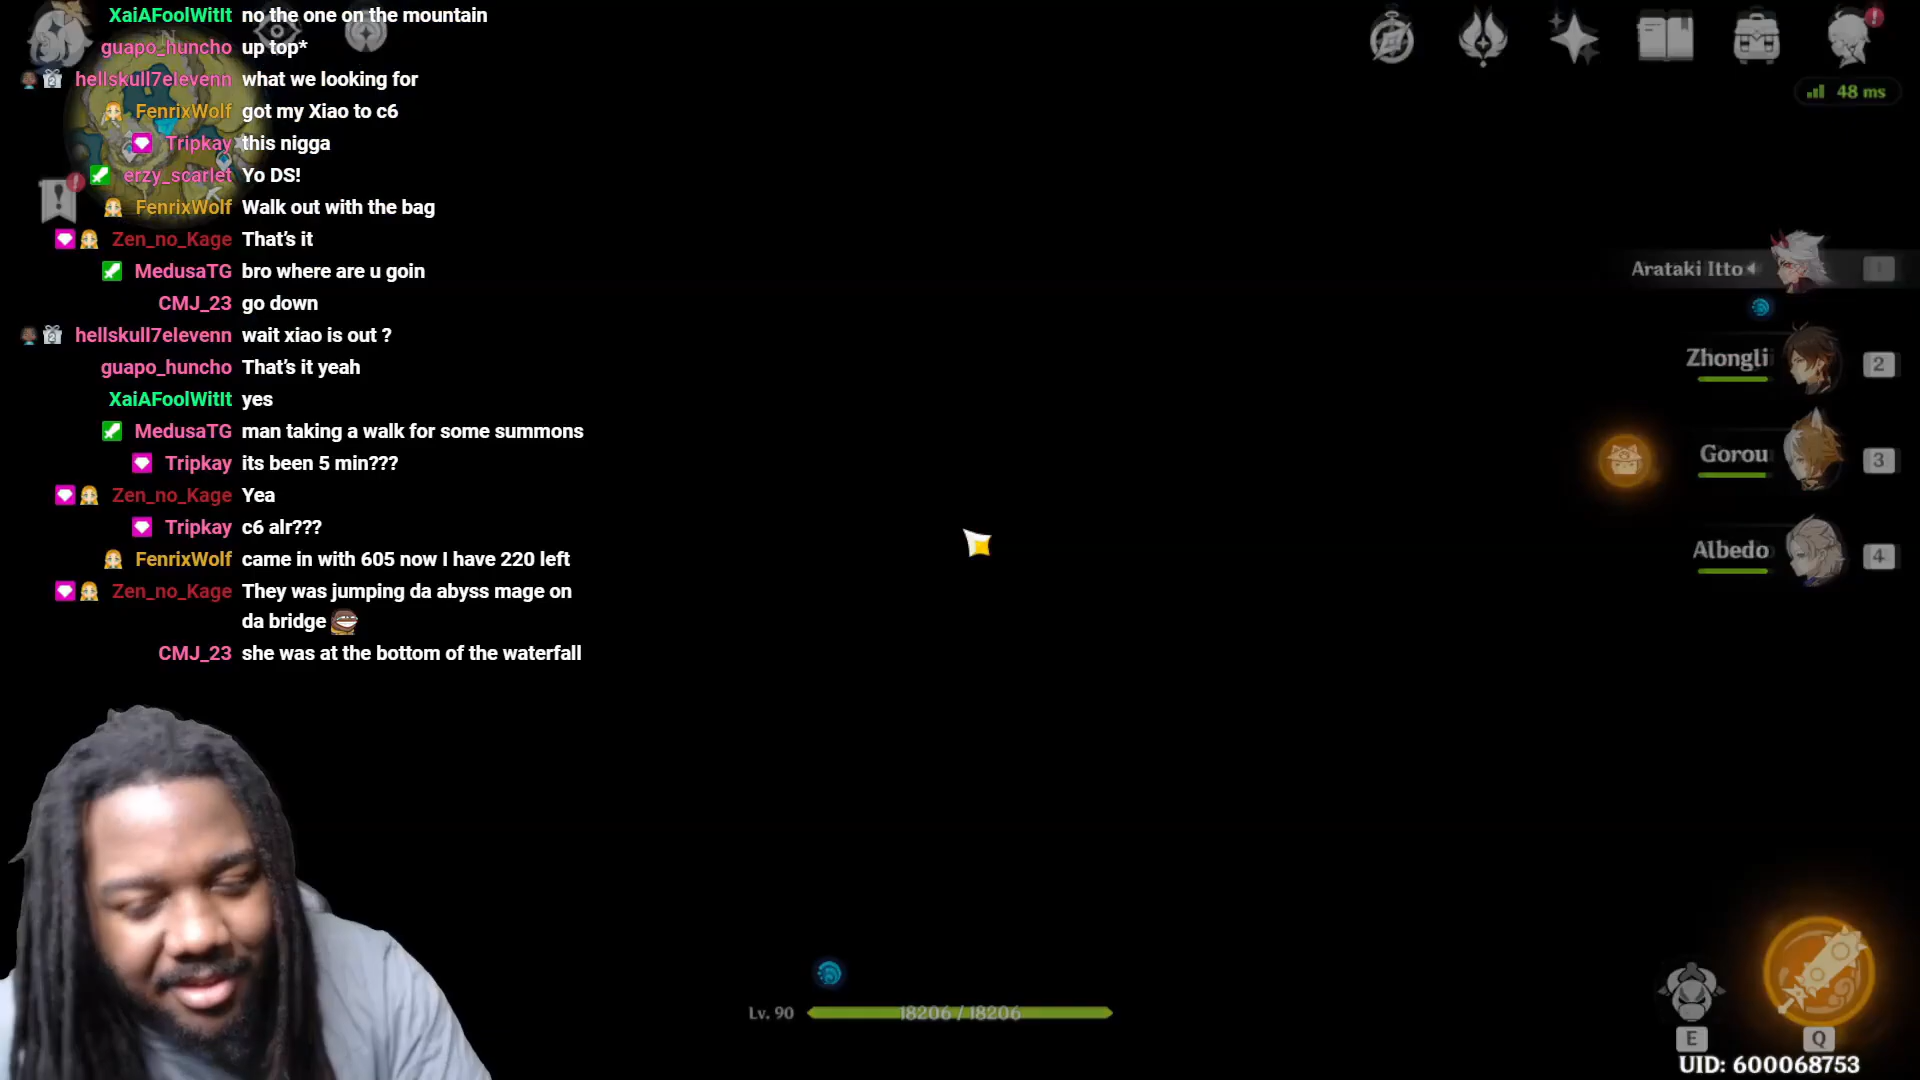 XaiAFoolWitIt no the one on the mountain
guapo_huncho up top*
hellskull7elevenn what we looking for
FenrixWolf got my Xiao to c6
Tripkay this nigga
erzy_scarlet Yo DS!
FenrixWolf Walk out with the bag
Zen_no_Kage That's it
MedusaTG bro where are u goin
CMJ_23 go down
hellskull7elevenn wait xiao is out ?
guapo_huncho That's it yeah
XaiAFoolWitIt yes
MedusaTG man taking a walk for some summons
Tripkay its been 5 min???
Zen_no_Kage Yea
Tripkay c6 alr???
FenrixWolf came in with 605 now I have 220 left
Zen_no_Kage They was jumping da abyss mage on
da bridge
CMJ_23 she was at the bottom of the waterfall
N
48 ms
Arataki Itto 1
Zhongli 2
Gorou 3
Albedo 4
Lv. 90 18206 / 18206
E Q
UID: 600068753